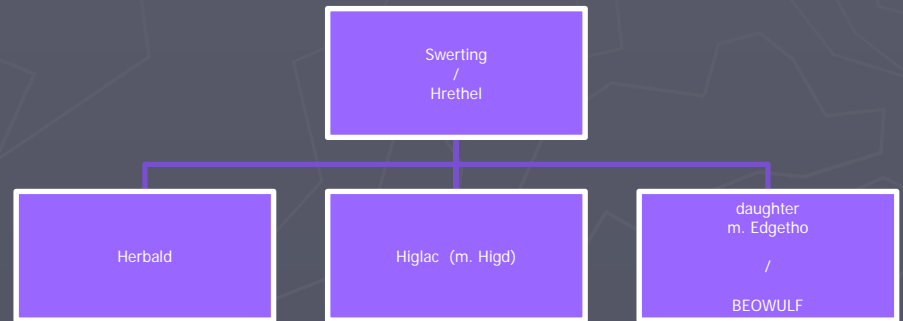 Swerting
/
Hrethel
Herbald
Higlac (m. Higd)
daughter
m. Edgetho
/
BEOWULF